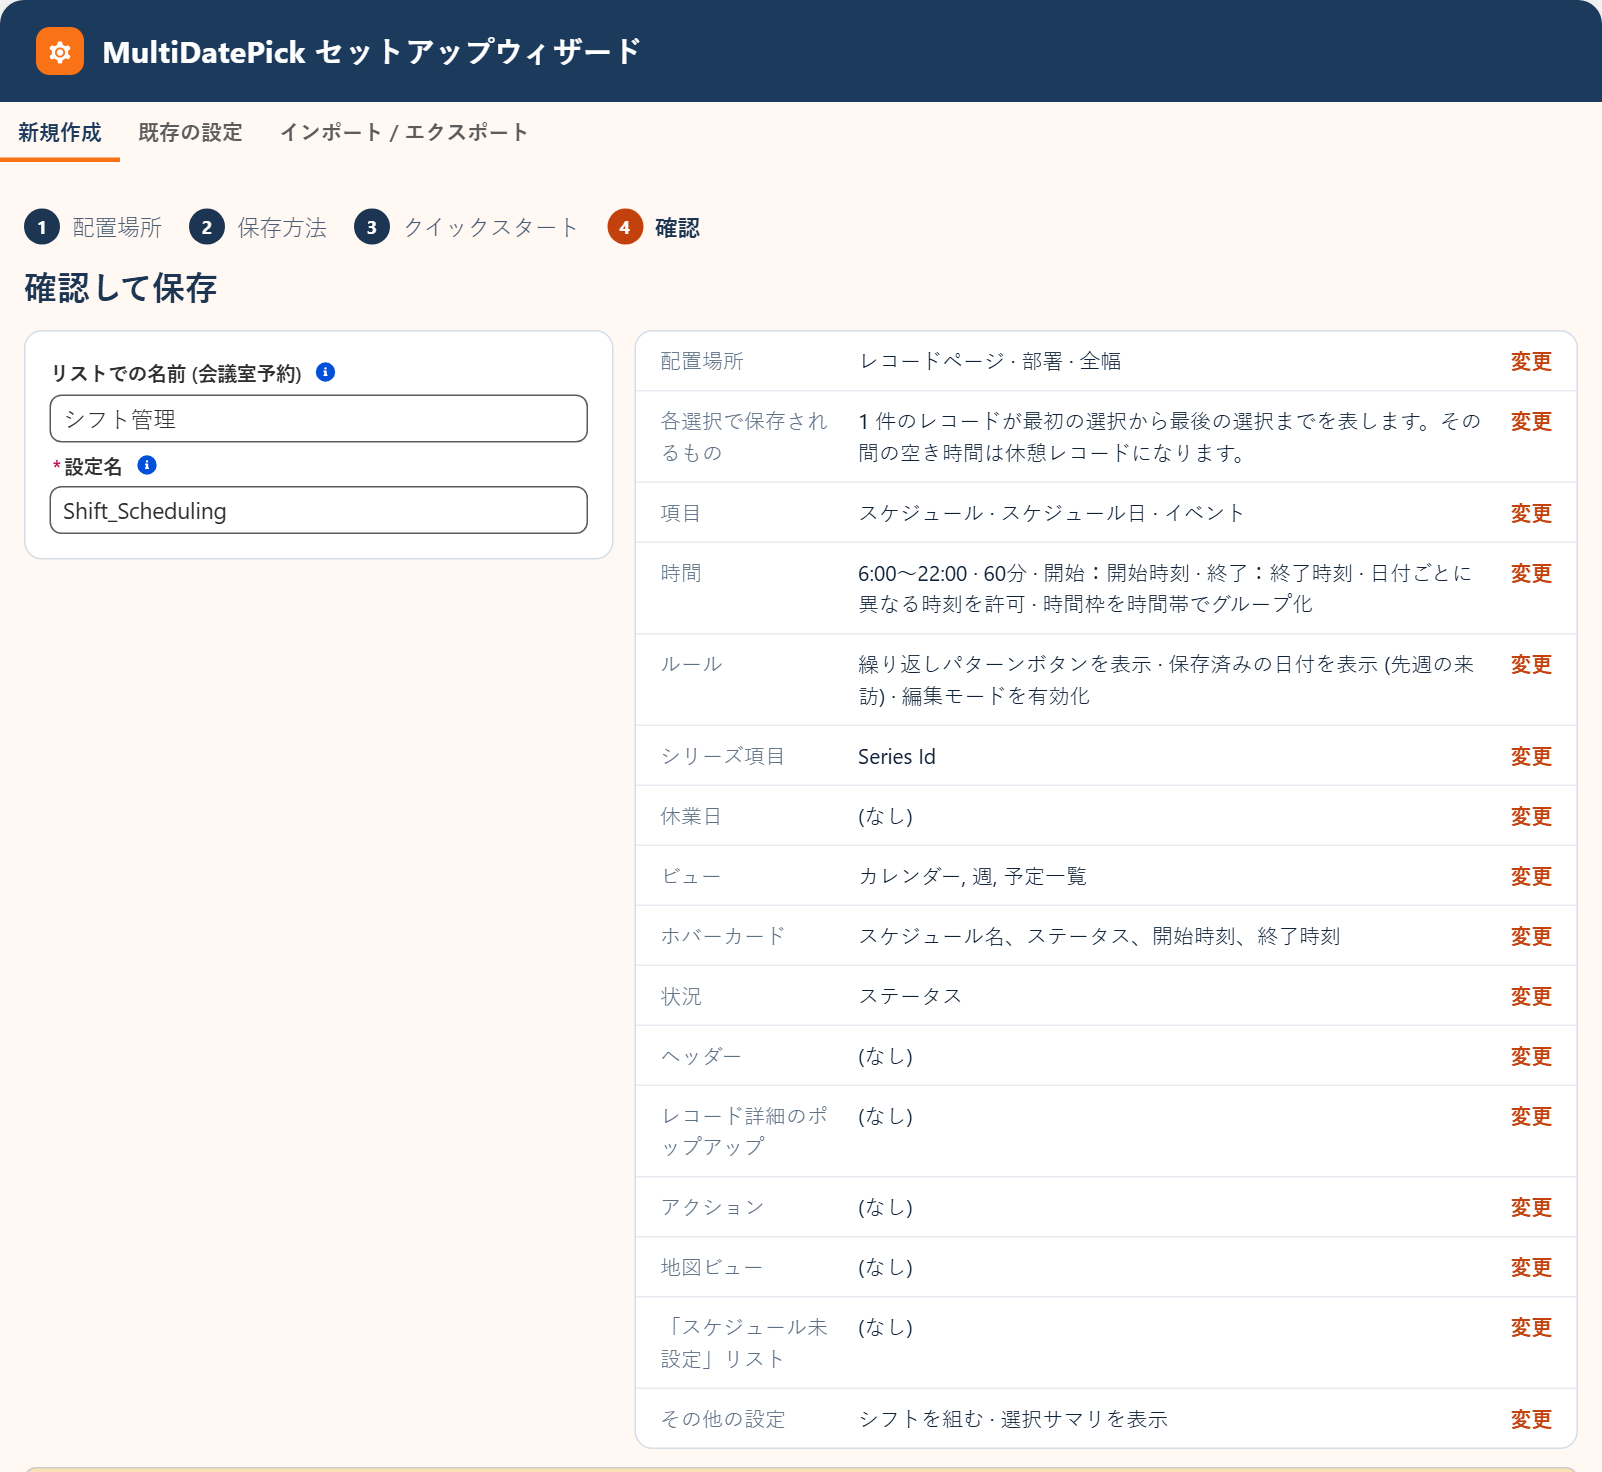 MultiDatePick セットアップウィザード
新規作成 既存の設定 インポート / エクスポート
1 配置場所 2 保存方法 3 クイックスタート 4 確認
確認して保存
リストでの名前 (会議室予約)
シフト管理
*設定名
Shift_Scheduling
配置場所 レコードページ · 部署 · 全幅 変更
各選択で保存され
るもの
1 件のレコードが最初の選択から最後の選択までを表します。その
間の空き時間は休憩レコードになります。
変更
項目 スケジュール · スケジュール日 · イベント 変更
時間
6:00～22:00 · 60分 · 開始：開始時刻 · 終了：終了時刻 · 日付ごとに
異なる時刻を許可 · 時間枠を時間帯でグループ化
変更
ルール
繰り返しパターンボタンを表示 · 保存済みの日付を表示 (先週の来
訪) · 編集モードを有効化
変更
シリーズ項目 Series Id 変更
休業日 (なし) 変更
ビュー カレンダー, 週, 予定一覧 変更
ホバーカード スケジュール名、ステータス、開始時刻、終了時刻 変更
状況 ステータス 変更
ヘッダー (なし) 変更
レコード詳細のポ
ップアップ
(なし) 変更
アクション (なし) 変更
地図ビュー (なし) 変更
「スケジュール未
設定」リスト
(なし) 変更
その他の設定 シフトを組む · 選択サマリを表示 変更